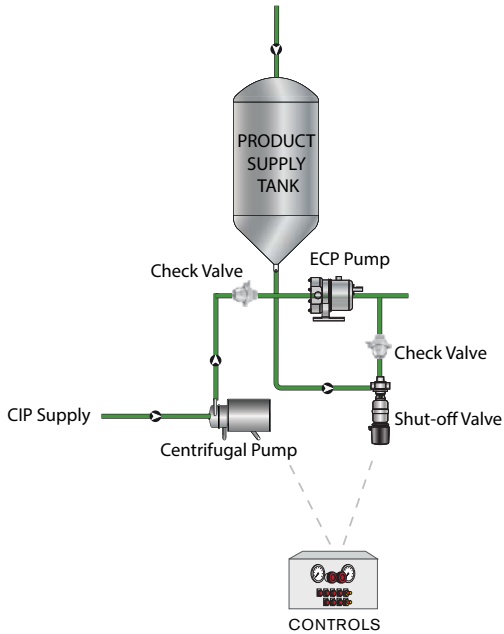 PRODUCT
SUPPLY
TANK
ECP Pump
Check Valve
Check Valve
CIP Supply
Shut-off Valve
Centrifugal Pump
CONTROLS